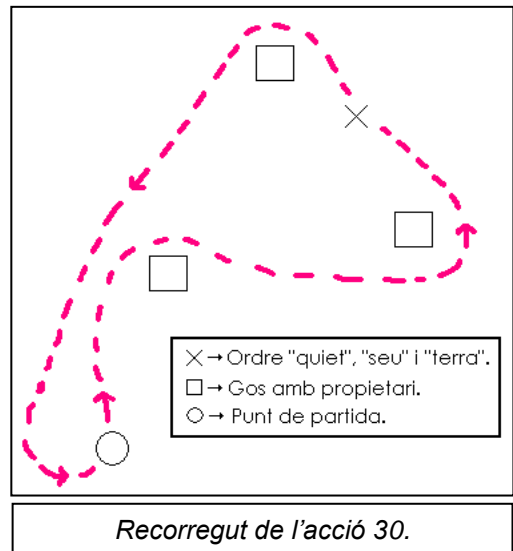 × → Ordre "quiet", "seu" i "terra".
□ → Gos amb propietari.
○ → Punt de partida.
Recorregut de l’acció 30.